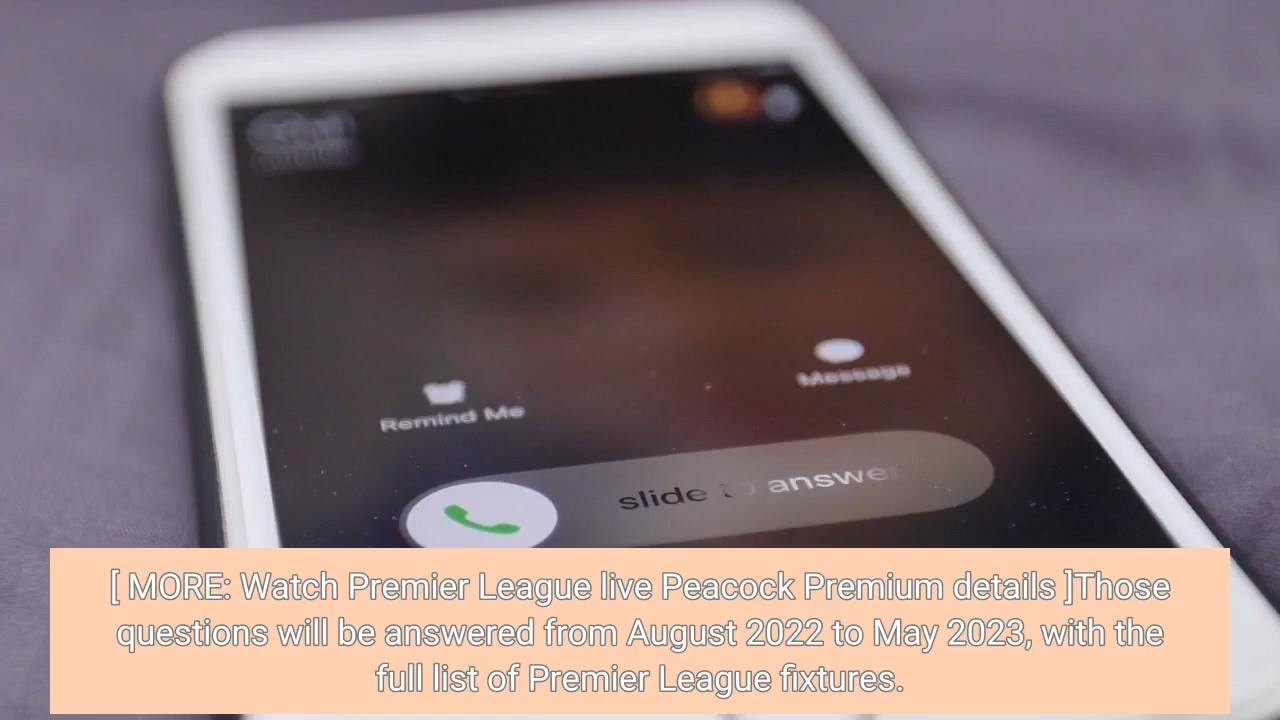 Message
Remind Me
slide to answer
[ MORE: Watch Premier League live Peacock Premium details ]Those
questions will be answered from August 2022 to May 2023, with the
full list of Premier League fixtures.